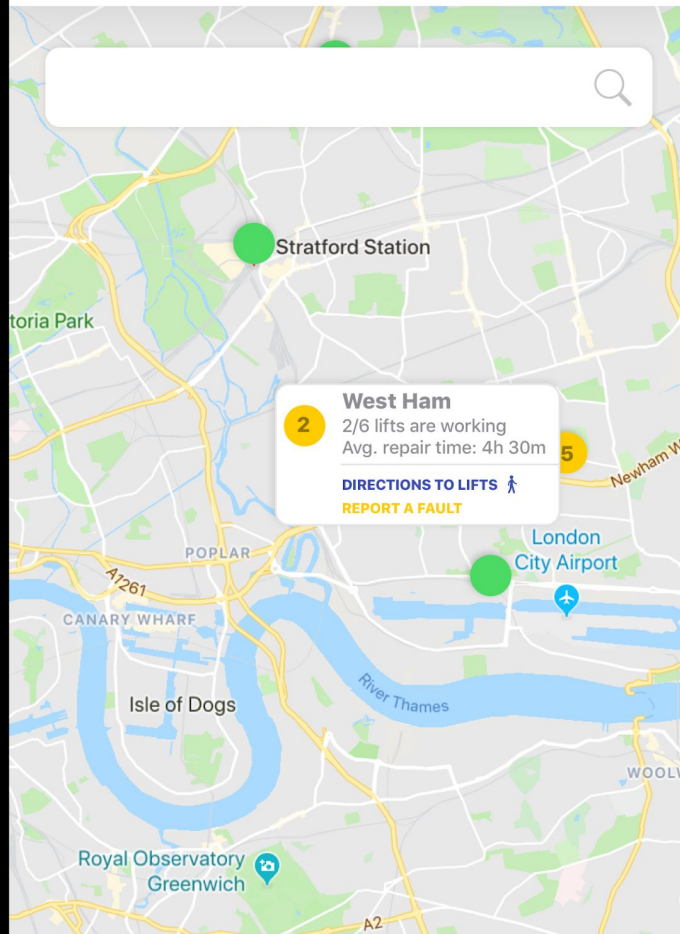 Stratford Station
toria Park
West Ham
2
2/6 lifts are working
Avg. repair time: 4h 30m
5
DIRECTIONS TO LIFTS
REPORT A FAULT
Newham W
London
City Airport
POPLAR
A1261
CANARY WHARF
River Thames
Isle of Dogs
WOOLW
Royal Observatory
Greenwich
A2